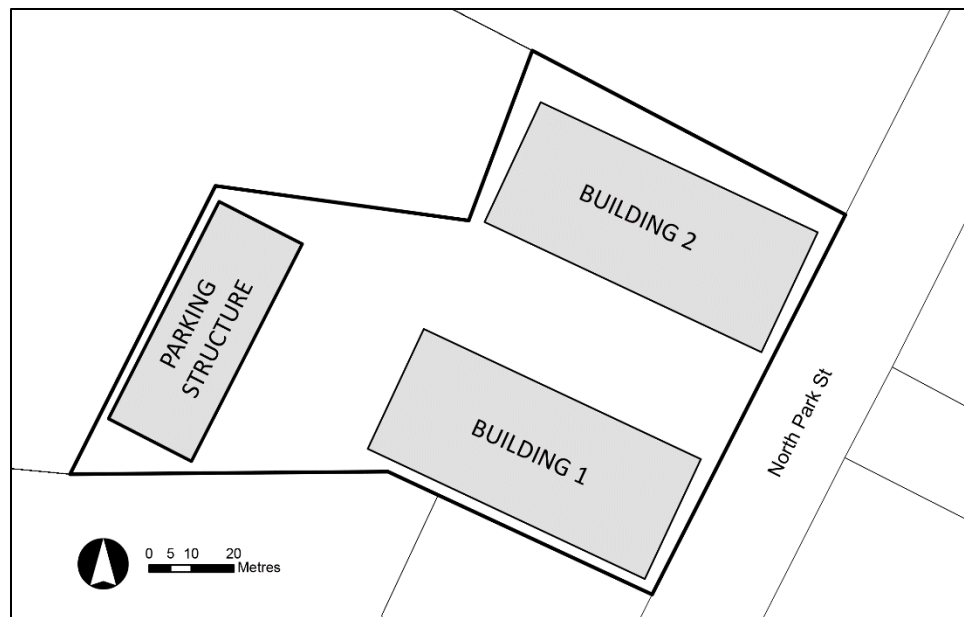 BUILDING 2
PARKING
STRUCTURE
BUILDING 1
North Park St
0 5 10 20
Metres